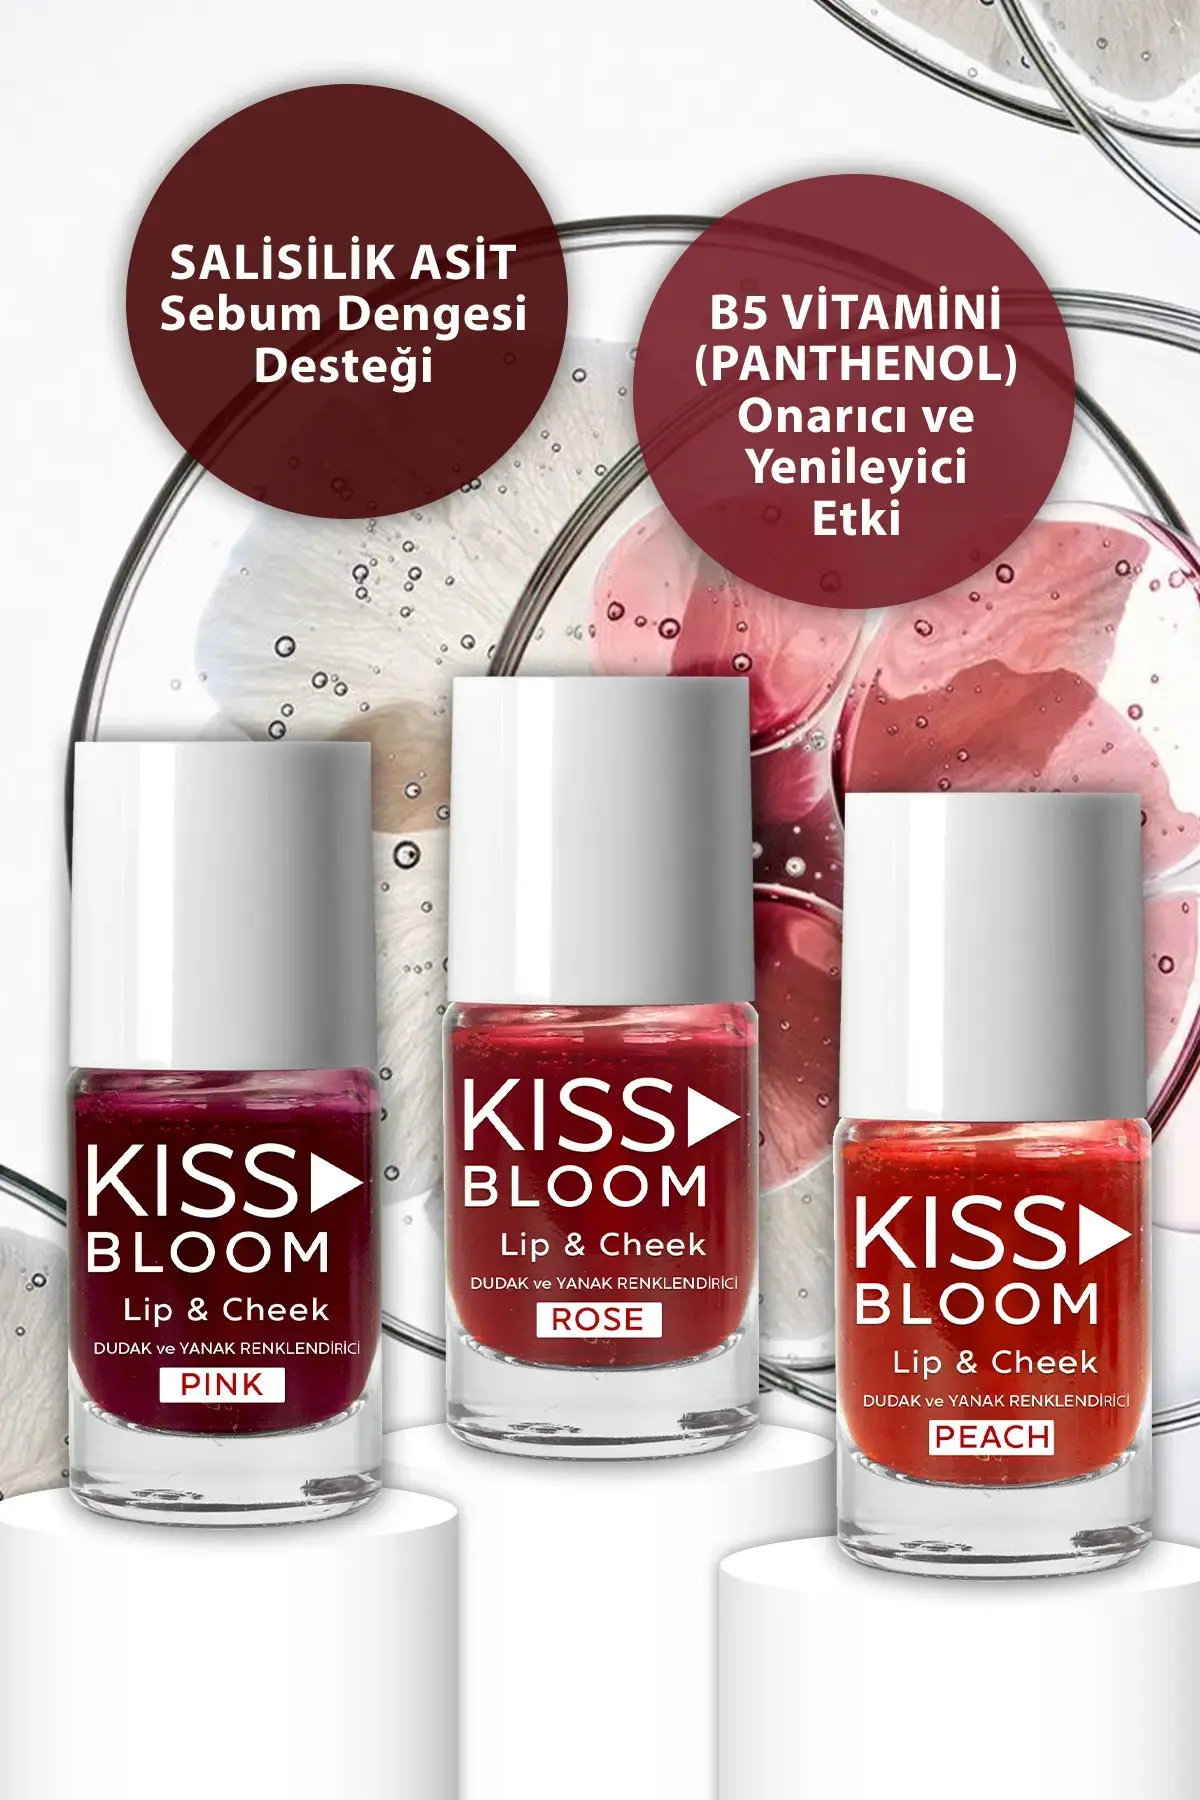 SALİSİLİK ASİT
Sebum Dengesi
Desteği
B5 VİTAMİNİ
(PANTHENOL)
Onarıcı ve
Yenileyici
Etki
KISS
BLOOM
Lip & Cheek
DUDAK ve YANAK RENKLENDİRİCİ
PINK
KISS
BLOOM
Lip & Cheek
DUDAK ve YANAK RENKLENDİRİCİ
ROSE
KISS
BLOOM
Lip & Cheek
DUDAK ve YANAK RENKLENDİRİCİ
PEACH